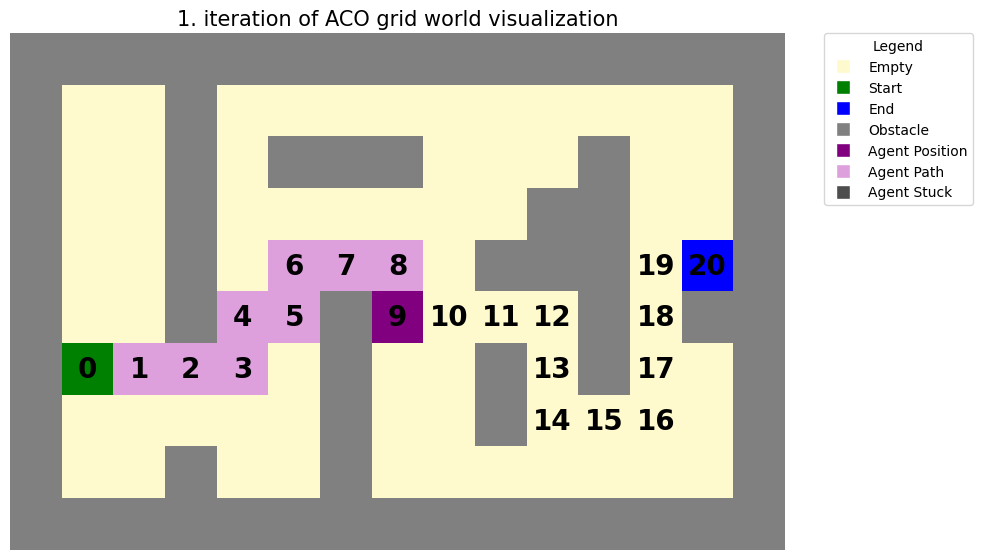 1. iteration of ACO grid world visualization
Legend
Empty
Start
End
Obstacle
Agent Position
Agent Path
Agent Stuck
6 7 8 19 20
4 5 9 10 11 12 18
0 1 2 3 13 17
14 15 16